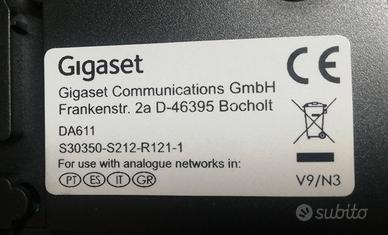 Gigaset
CE
Gigaset Communications GmbH
Frankenstr. 2a D-46395 Bocholt
DA611
S30350-S212-R121-1
For use with analogue networks in:
PT ES IT GR
V9/N3
subito